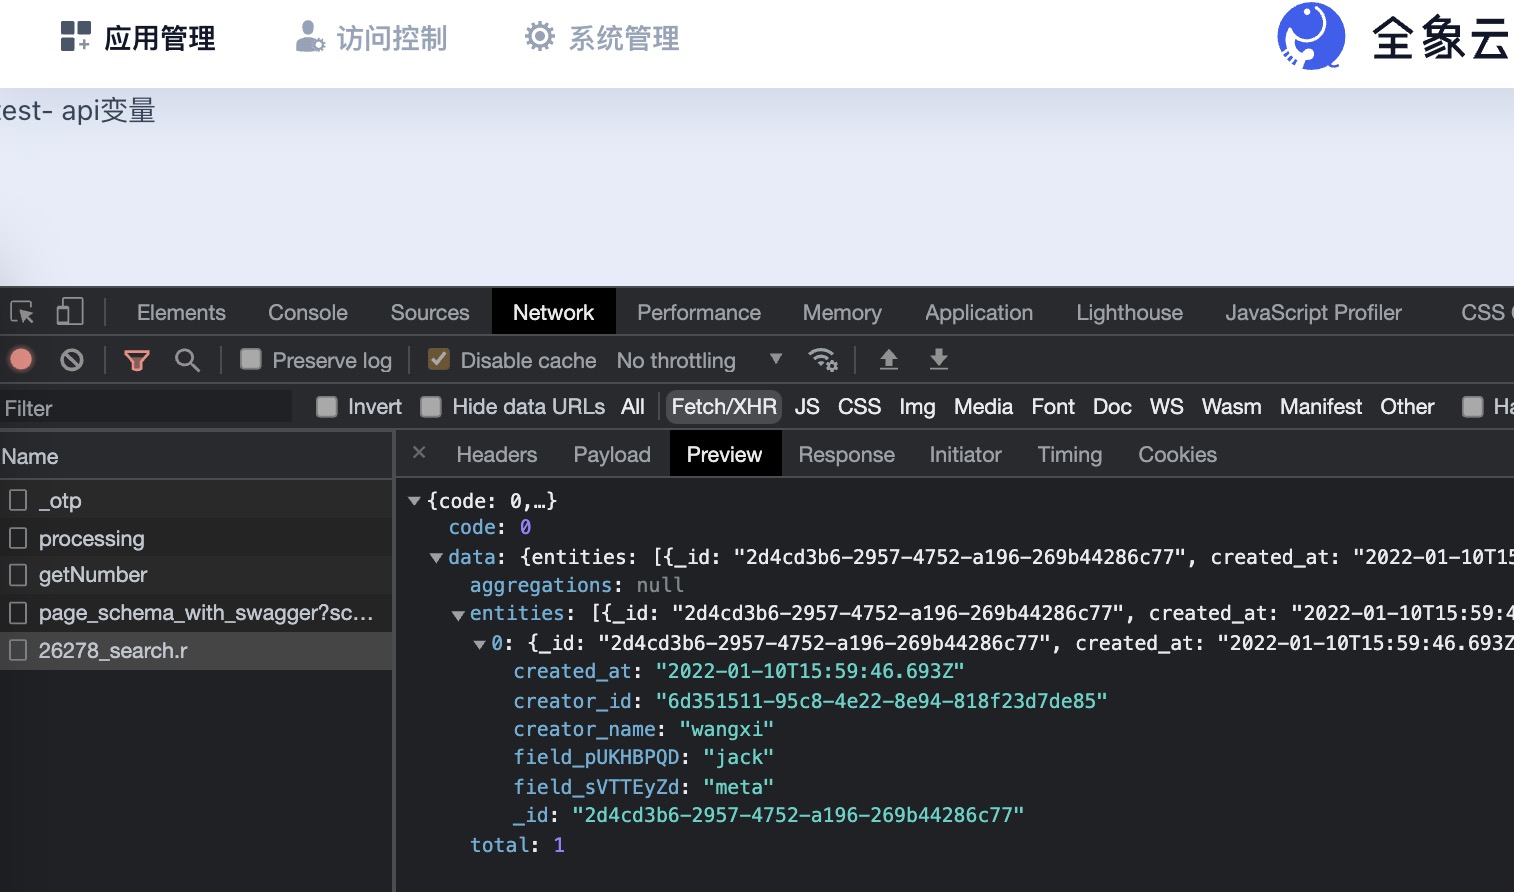 应用管理 访问控制 系统管理 全象云
test- api变量
Elements Console Sources Network Performance Memory Application Lighthouse JavaScript Profiler CSS
Preserve log Disable cache No throttling
Filter Invert Hide data URLs All Fetch/XHR JS CSS Img Media Font Doc WS Wasm Manifest Other Ha
Name Headers Payload Preview Response Initiator Timing Cookies
_otp
processing
getNumber
page_schema_with_swagger?sc...
26278_search.r
{code: 0,…}
code: 0
data: {entities: [{_id: "2d4cd3b6-2957-4752-a196-269b44286c77", created_at: "2022-01-10T15
aggregations: null
entities: [{_id: "2d4cd3b6-2957-4752-a196-269b44286c77", created_at: "2022-01-10T15:59:4
0: {_id: "2d4cd3b6-2957-4752-a196-269b44286c77", created_at: "2022-01-10T15:59:46.693Z
created_at: "2022-01-10T15:59:46.693Z"
creator_id: "6d351511-95c8-4e22-8e94-818f23d7de85"
creator_name: "wangxi"
field_pUKHBPQD: "jack"
field_sVTTEyZd: "meta"
_id: "2d4cd3b6-2957-4752-a196-269b44286c77"
total: 1